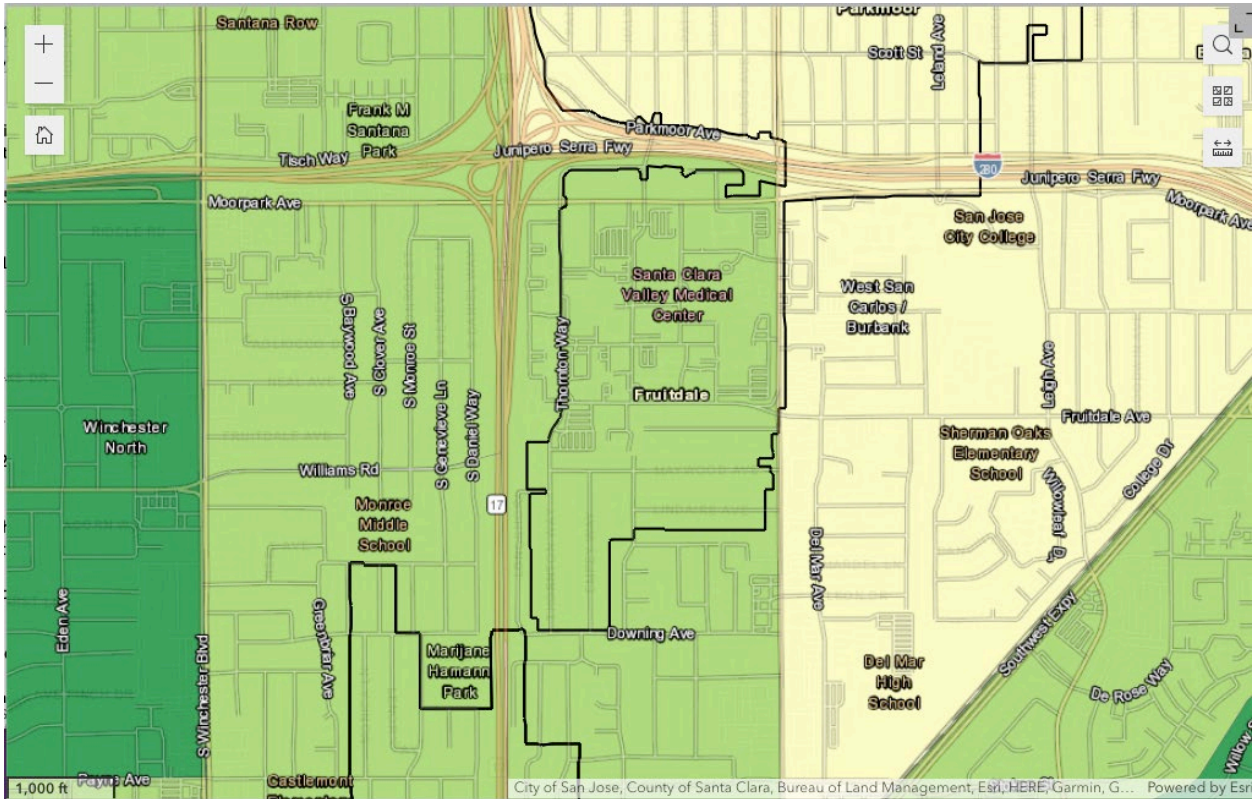 Santana Row
Parkmoor
Scott St
Leland Ave
Frank M
Santana
Park
Parkmoor Ave
Tisch Way
Junipero Serra Fwy
280
Junipero Serra Fwy
Moorpark Ave
Moorpark Ave
San Jose
City College
Santa Clara
Valley Medical
Center
West San
Carlos /
Burbank
S Baywood Ave
S Clover Ave
S Monroe St
S Genevieve Ln
S Daniel Way
Thornton Way
Fruitdale
Leigh Ave
Fruitdale Ave
Winchester
North
Sherman Oaks
Elementary
School
College Dr
Williams Rd
Willowleaf Dr
17
Monroe
Middle
School
Del Mar Ave
Eden Ave
S Winchester Blvd
Greenbriar Ave
Downing Ave
Southwest Expy
Marijane
Hamann
Park
Del Mar
High
School
De Rose Way
Willow
Payne Ave
Castlemont
1,000 ft
City of San Jose, County of Santa Clara, Bureau of Land Management, Esri, HERE, Garmin, G... Powered by Esri